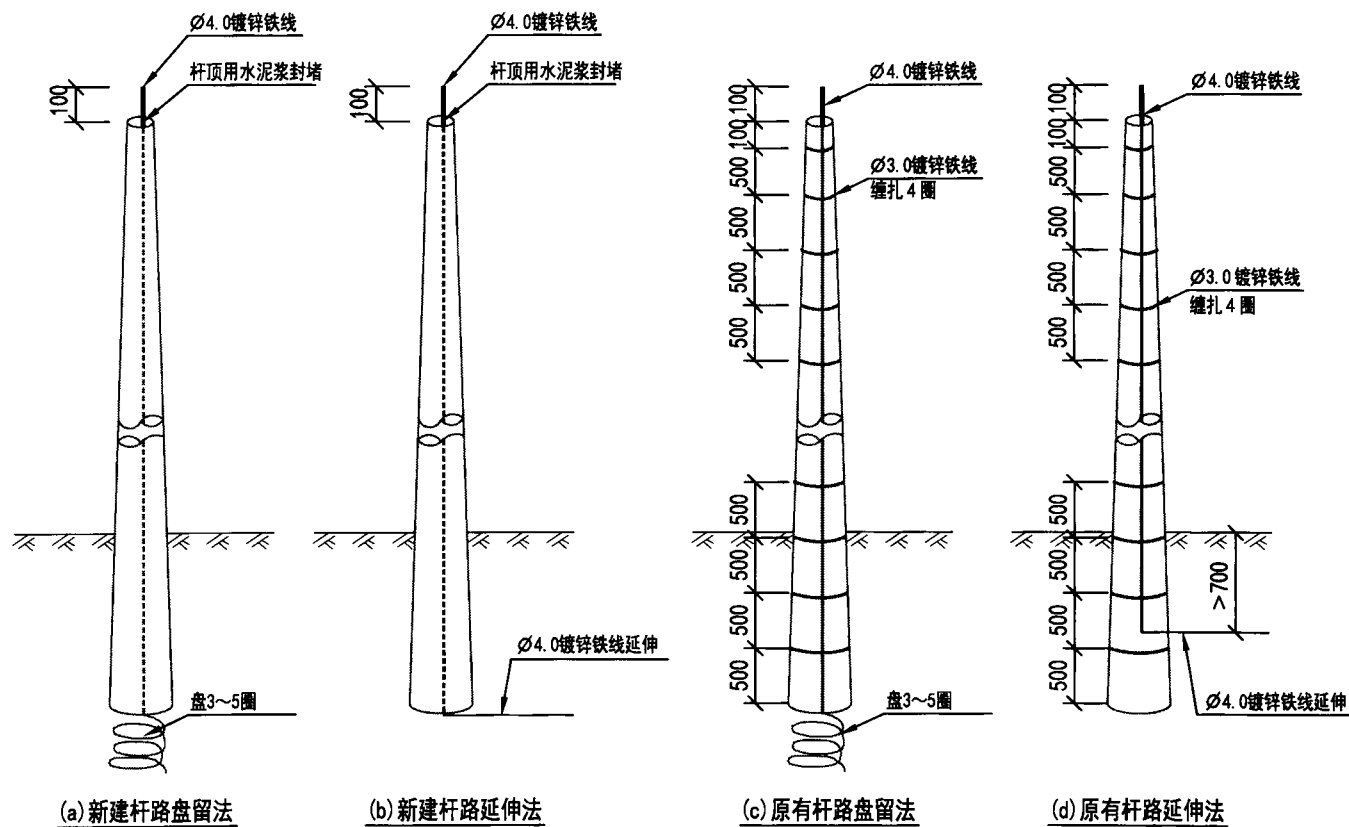 Ø4.0镀锌铁线
杆顶用水泥浆封堵
100
盘3～5圈
(a)新建杆路盘留法
Ø4.0镀锌铁线
杆顶用水泥浆封堵
100
Ø4.0镀锌铁线延伸
(b)新建杆路延伸法
Ø4.0镀锌铁线
100
100
500
500
500
500
Ø3.0镀锌铁线
缠扎4圈
500
500
500
500
盘3～5圈
(c)原有杆路盘留法
Ø4.0镀锌铁线
100
100
500
500
500
500
Ø3.0镀锌铁线
缠扎4圈
500
500
500
500
>700
Ø4.0镀锌铁线延伸
(d)原有杆路延伸法